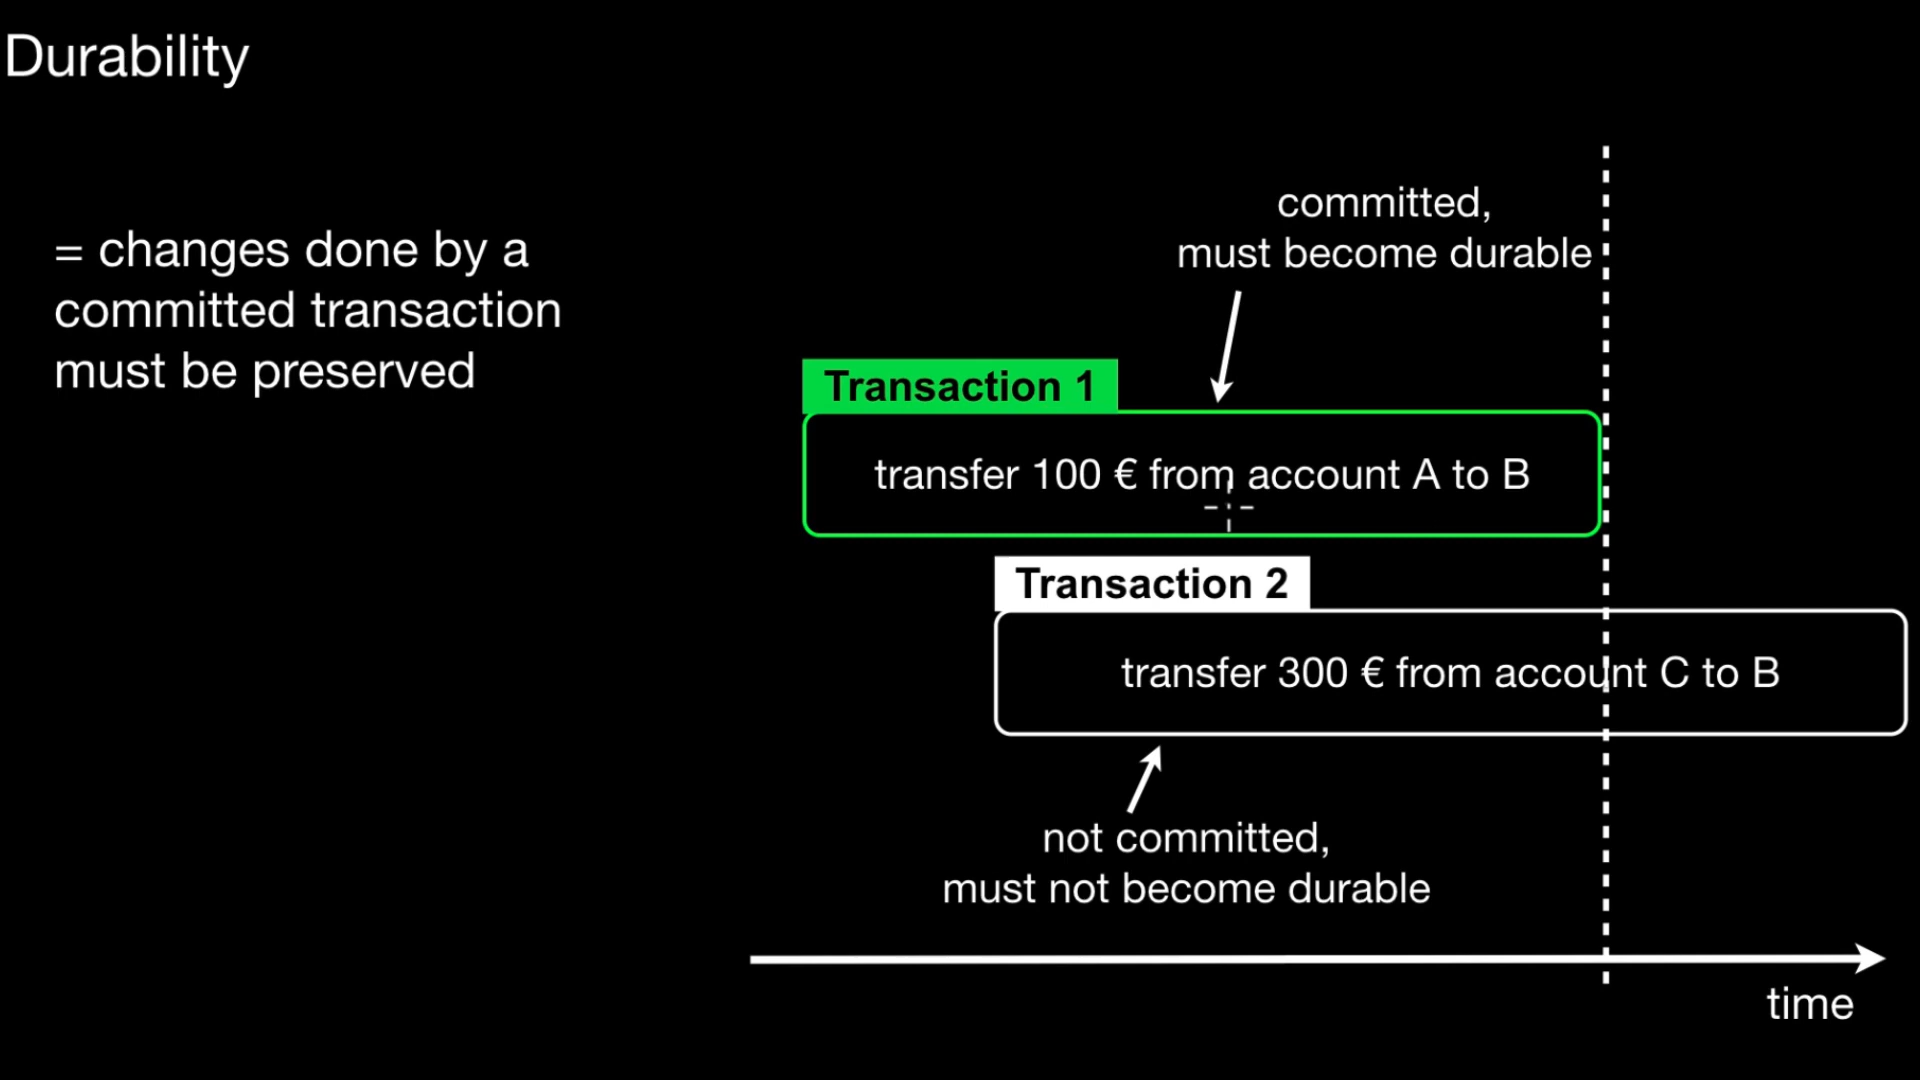 Durability
= changes done by a
committed transaction
must be preserved
committed,
must become durable
Transaction 1
transfer 100 € from account A to B
Transaction 2
transfer 300 € from account C to B
not committed,
must not become durable
time